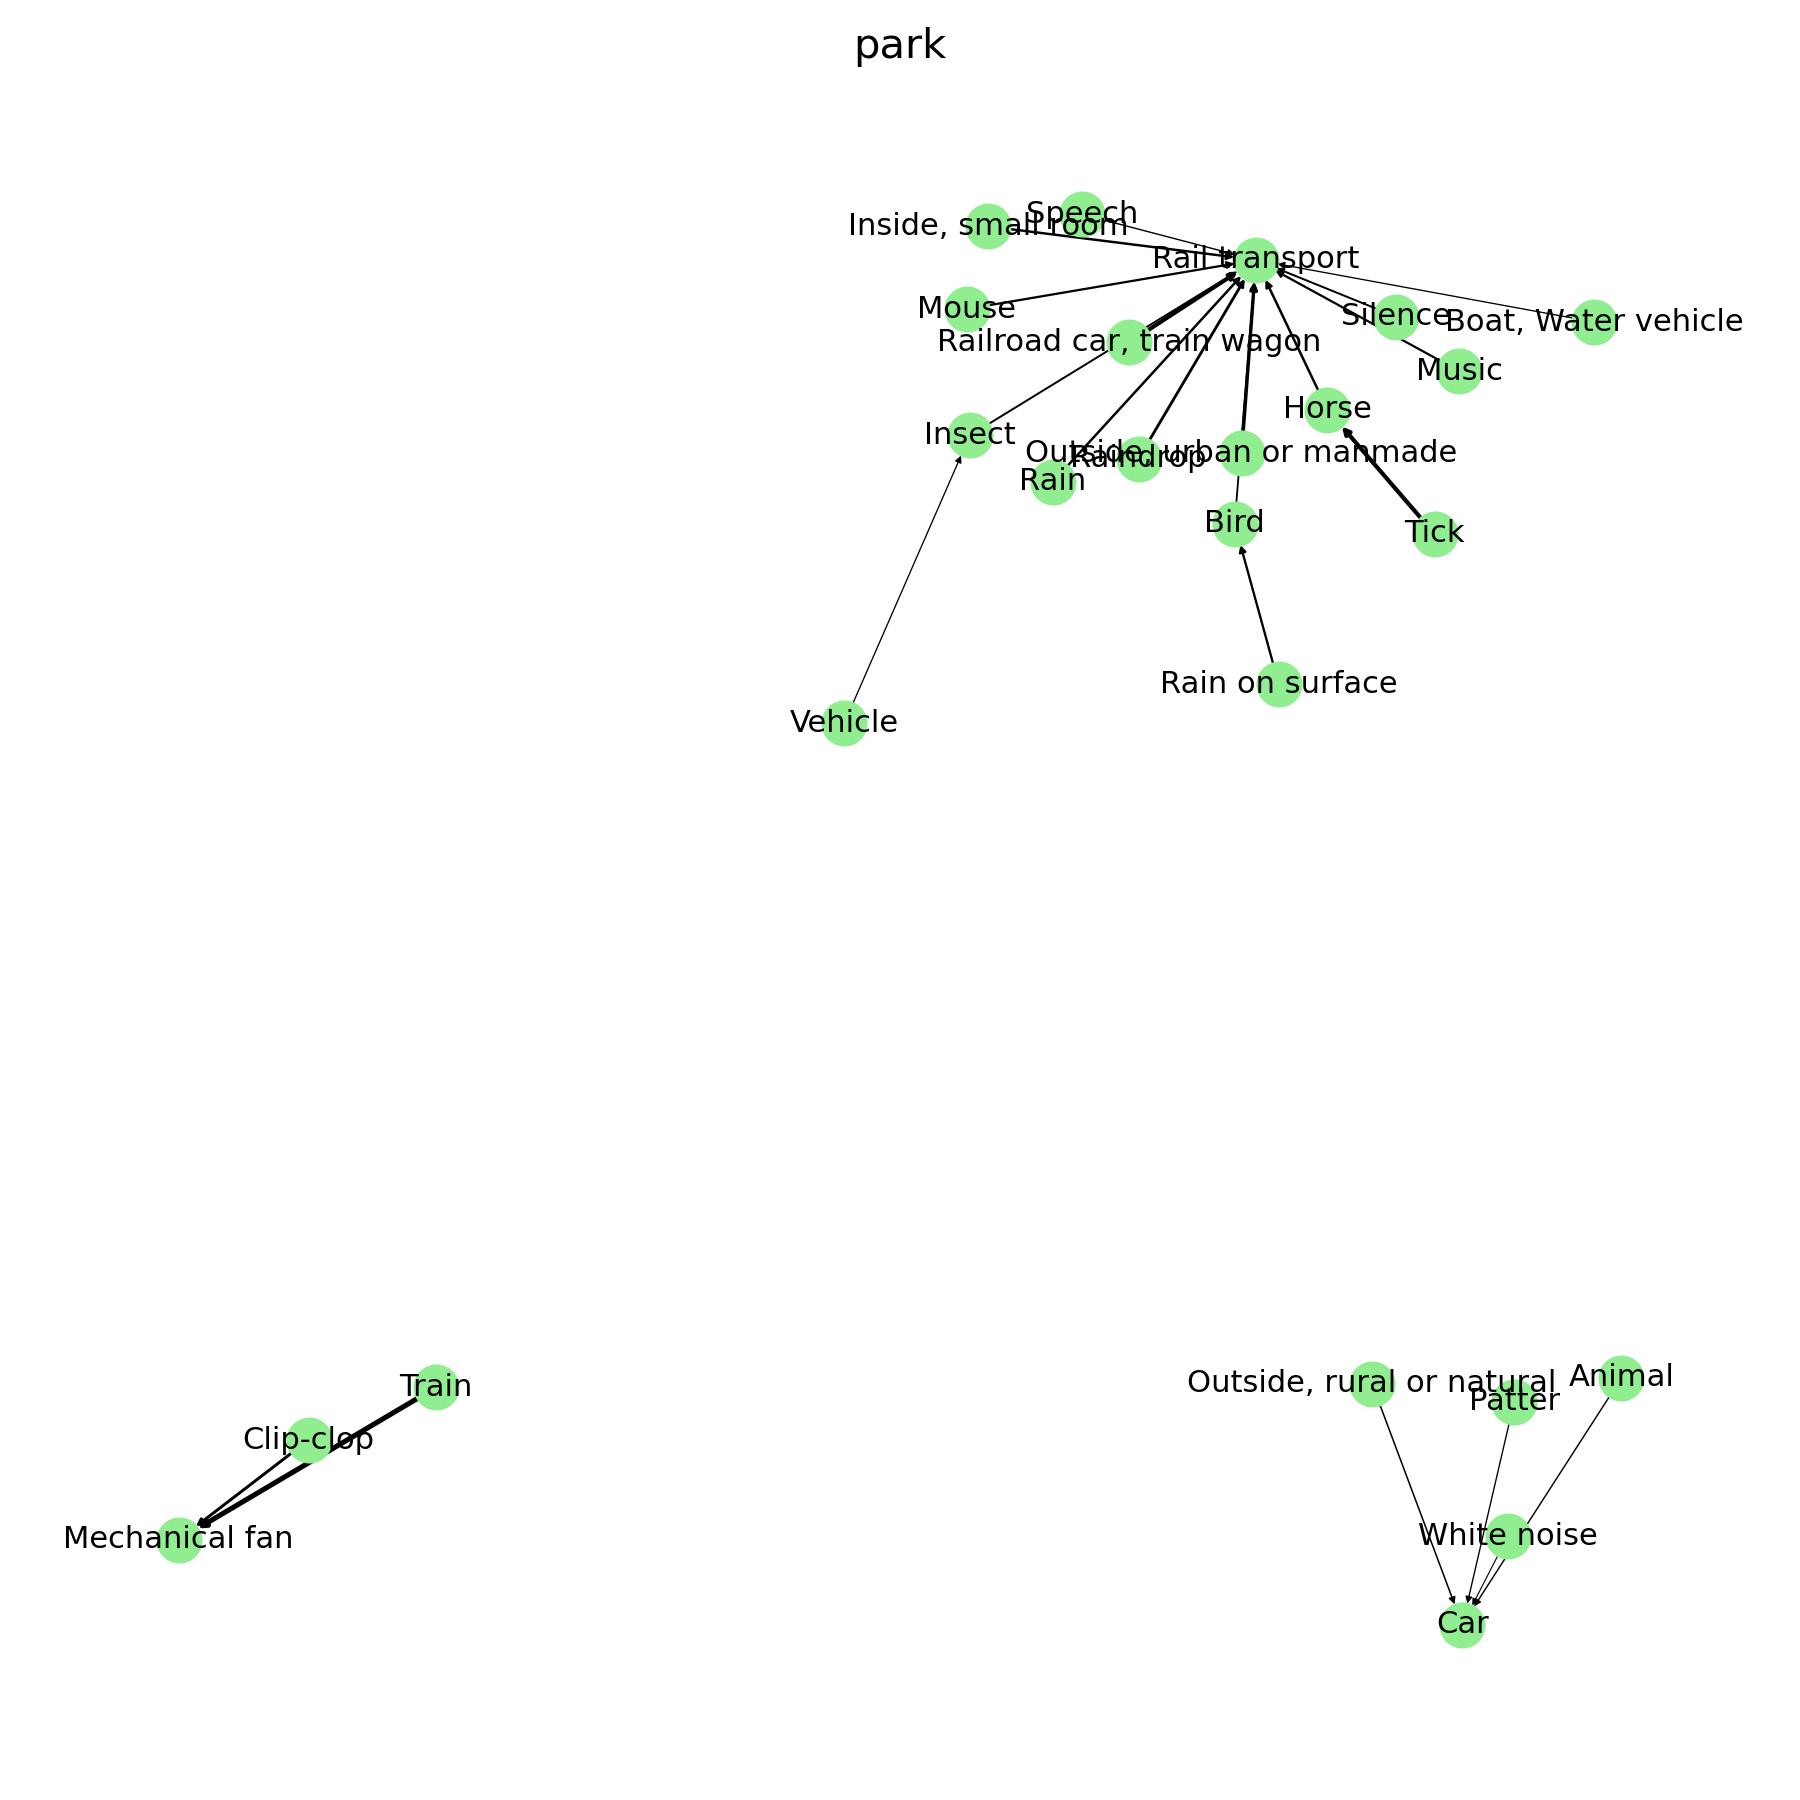 park
Speech
Inside, small room
Rail transport
Mouse
Silence
Boat, Water vehicle
Railroad car, train wagon
Music
Horse
Insect
Outside, urban or manmade
Raindrop
Rain
Bird
Tick
Rain on surface
Vehicle
Animal
Outside, rural or natural
Train
Patter
Clip-clop
White noise
Mechanical fan
Car